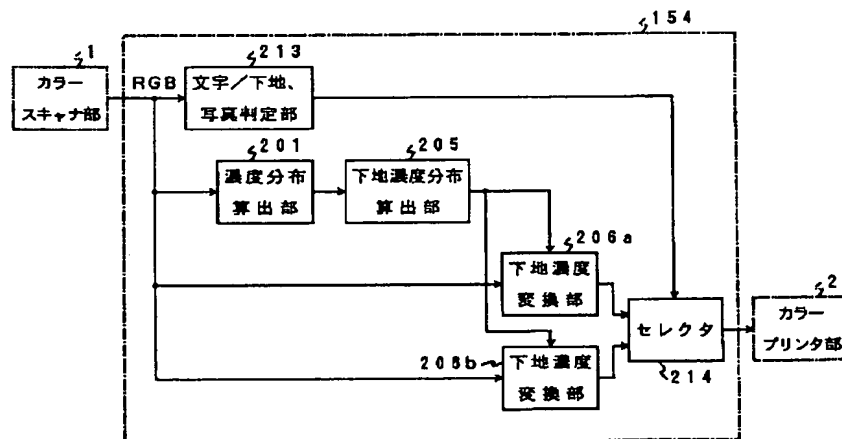 154
1
カラー
スキャナ部
RGB
213
文字/下地、
写真判定部
201
濃度分布
算出部
205
下地濃度分布
算出部
206a
下地濃度
変換部
206b
下地濃度
変換部
セレクタ
214
2
カラー
プリンタ部